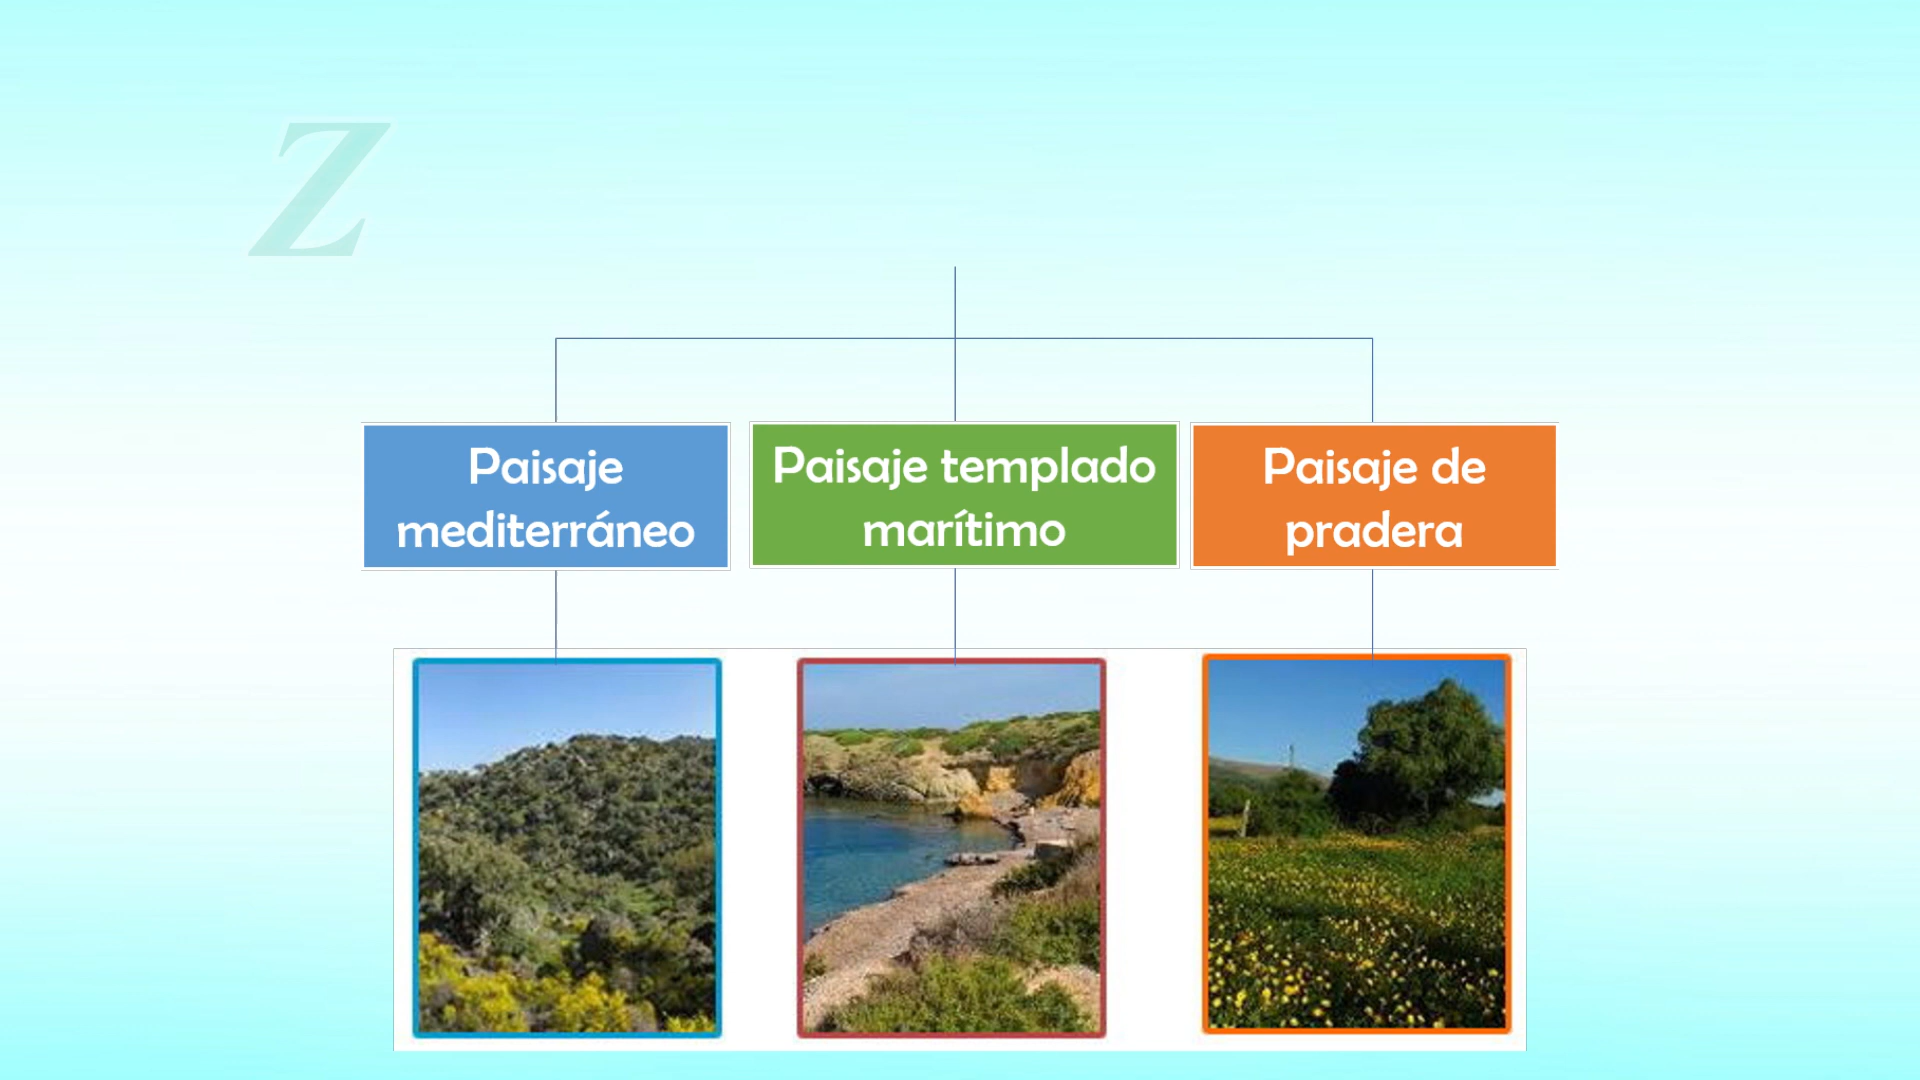 Z
Paisaje
mediterráneo
Paisaje templado
marítimo
Paisaje de
pradera